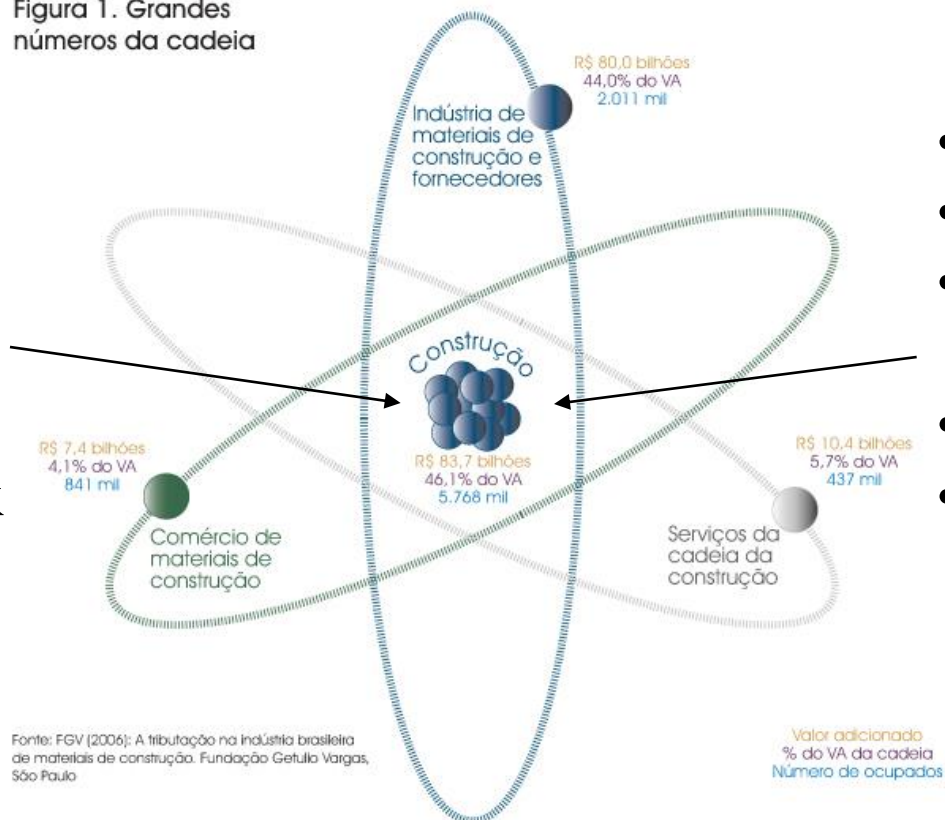 Figura 1. Grandes
números da cadeia
R$ 80,0 bilhões
44,0% do VA
2.011 mil
Indústria de
materiais de
construção e
fornecedores
Construção
R$ 83,7 bilhões
46,1% do VA
5.768 mil
R$ 7,4 bilhões
4,1% do VA
841 mil
Comércio de
materiais de
construção
R$ 10,4 bilhões
5,7% do VA
437 mil
Serviços da
cadeia da
construção
Fonte: FGV (2006): A tributação na indústria brasileira
de materiais de construção. Fundação Getulio Vargas,
São Paulo
Valor adicionado
% do VA da cadeia
Número de ocupados